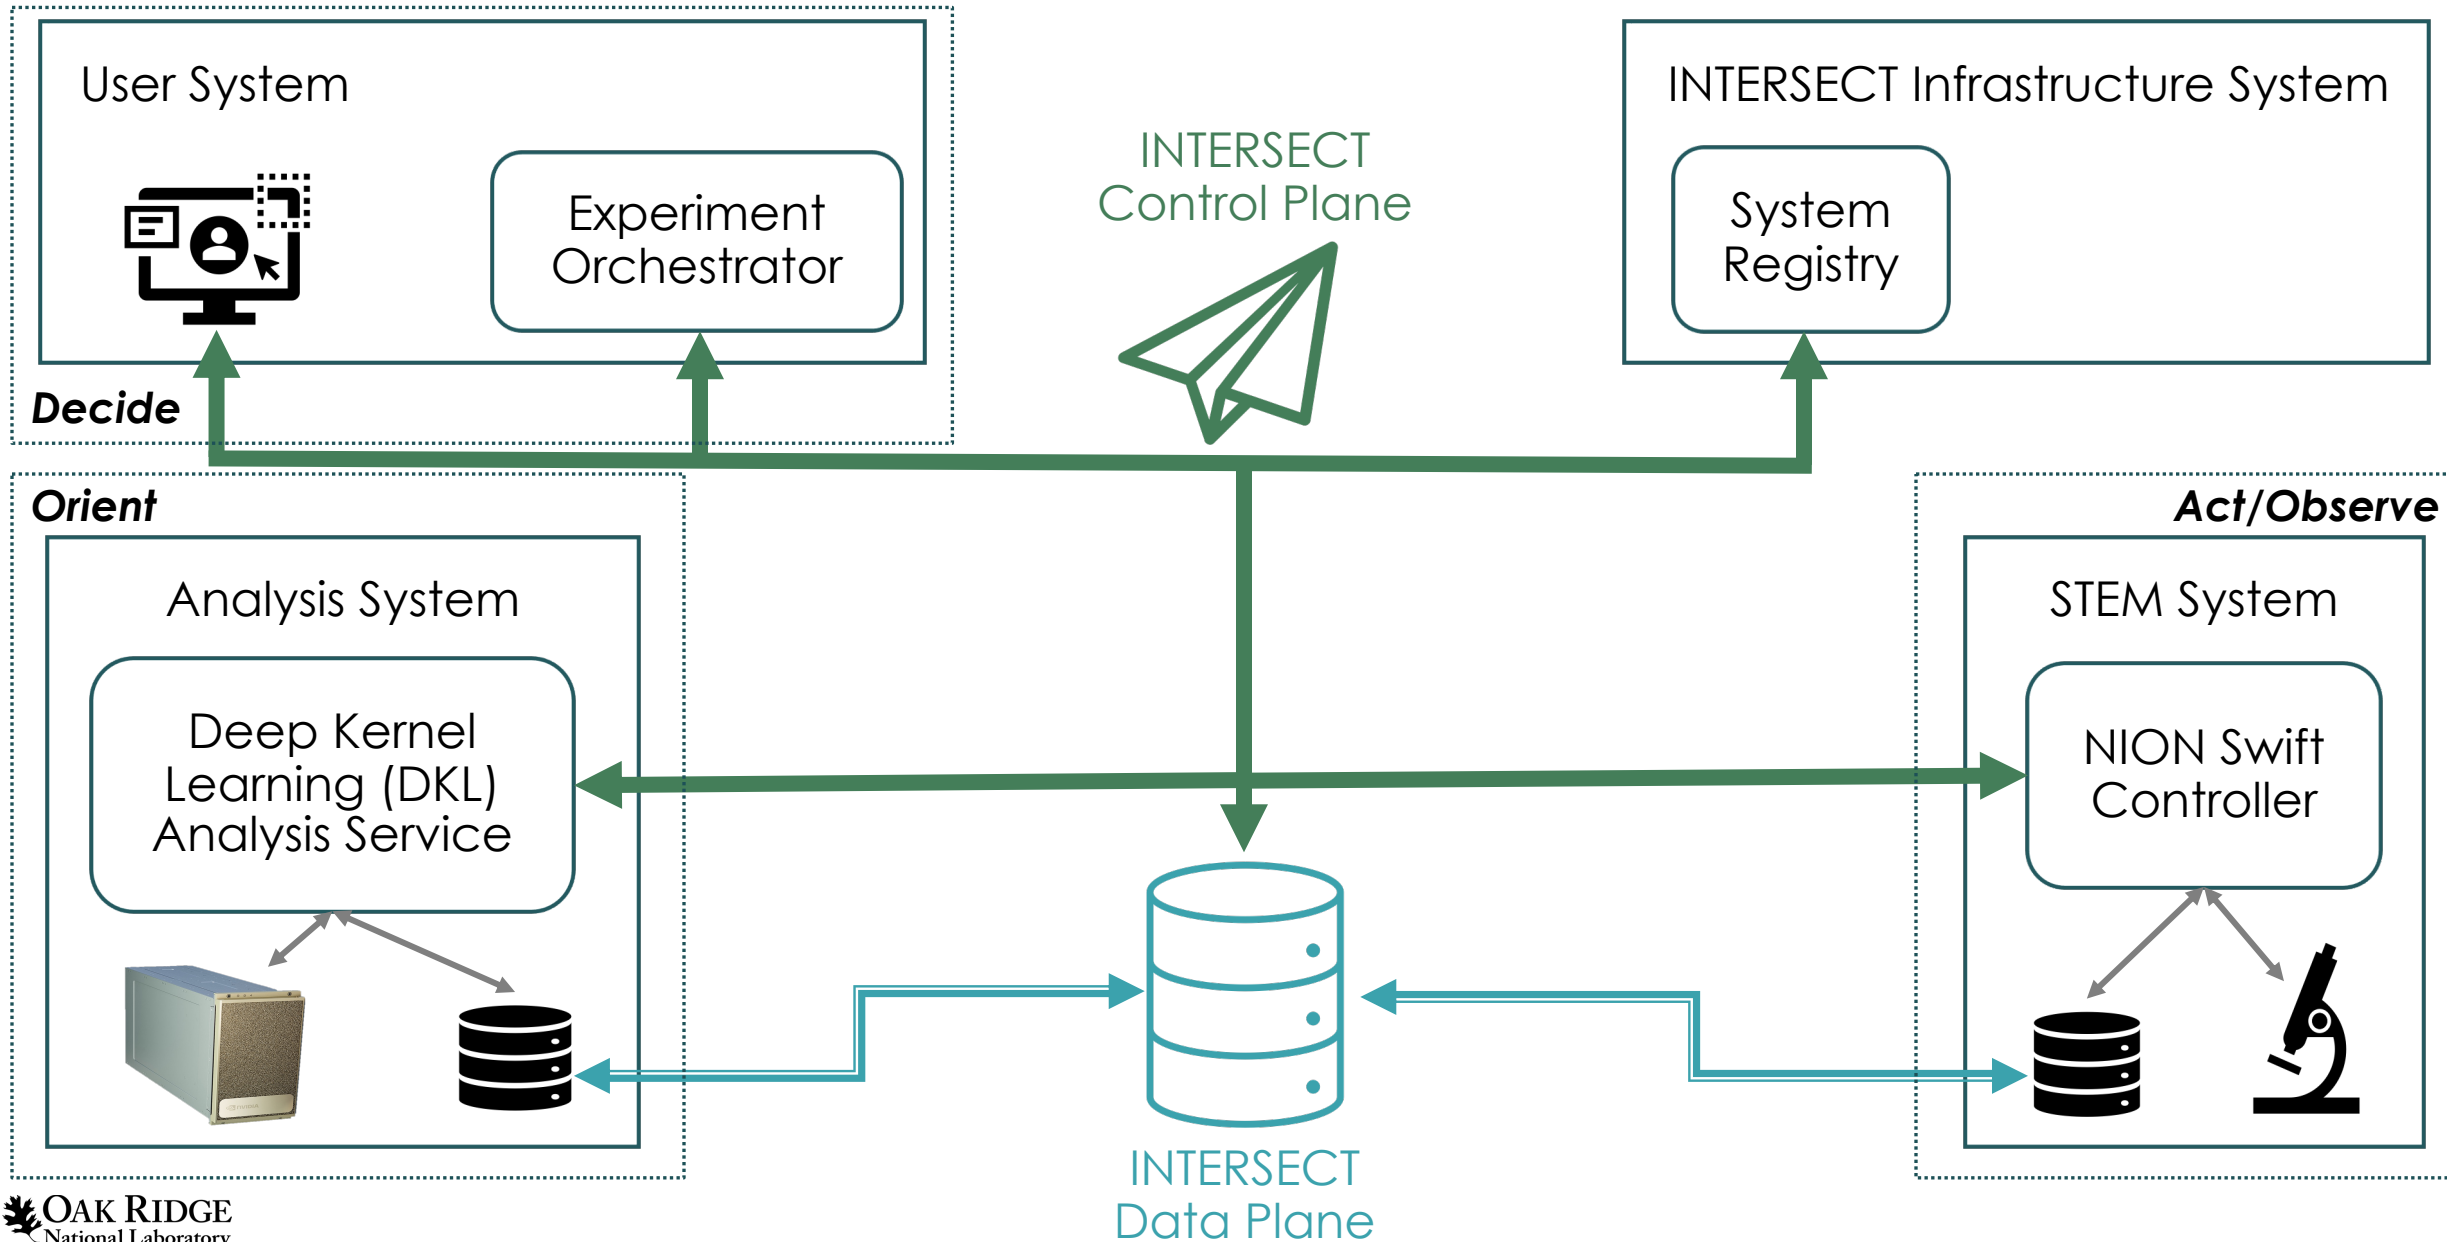 User System
Experiment
Orchestrator
Decide
INTERSECT
Control Plane
INTERSECT Infrastructure System
System
Registry
Orient
Analysis System
Deep Kernel
Learning (DKL)
Analysis Service
Act/Observe
STEM System
NION Swift
Controller
INTERSECT
Data Plane
OAK RIDGE
National Laboratory